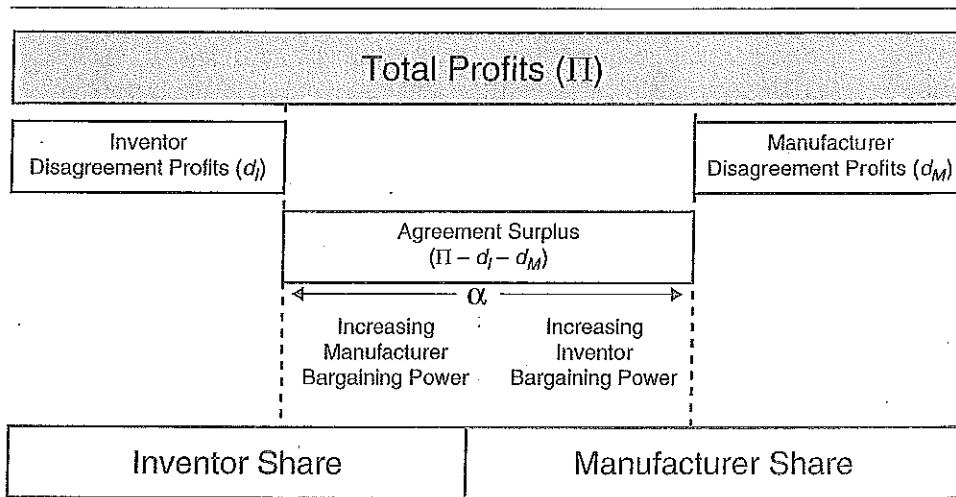 Total Profits (Π)
Inventor
Disagreement Profits (d_I)
Manufacturer
Disagreement Profits (d_M)
Agreement Surplus
(Π – d_I – d_M)
α
Increasing
Manufacturer
Bargaining Power
Increasing
Inventor
Bargaining Power
Inventor Share
Manufacturer Share